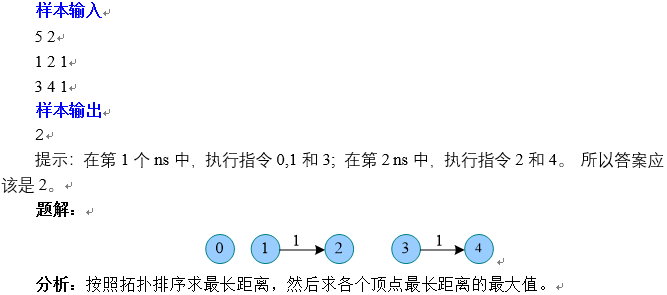 样本输入
5 2
1 2 1
3 4 1
样本输出
2
提示：在第 1 个 ns 中，执行指令 0,1 和 3; 在第 2 ns 中，执行指令 2 和 4。 所以答案应
该是 2。
题解：
0 1 1 2 3 1 4
分析：按照拓扑排序求最长距离，然后求各个顶点最长距离的最大值。